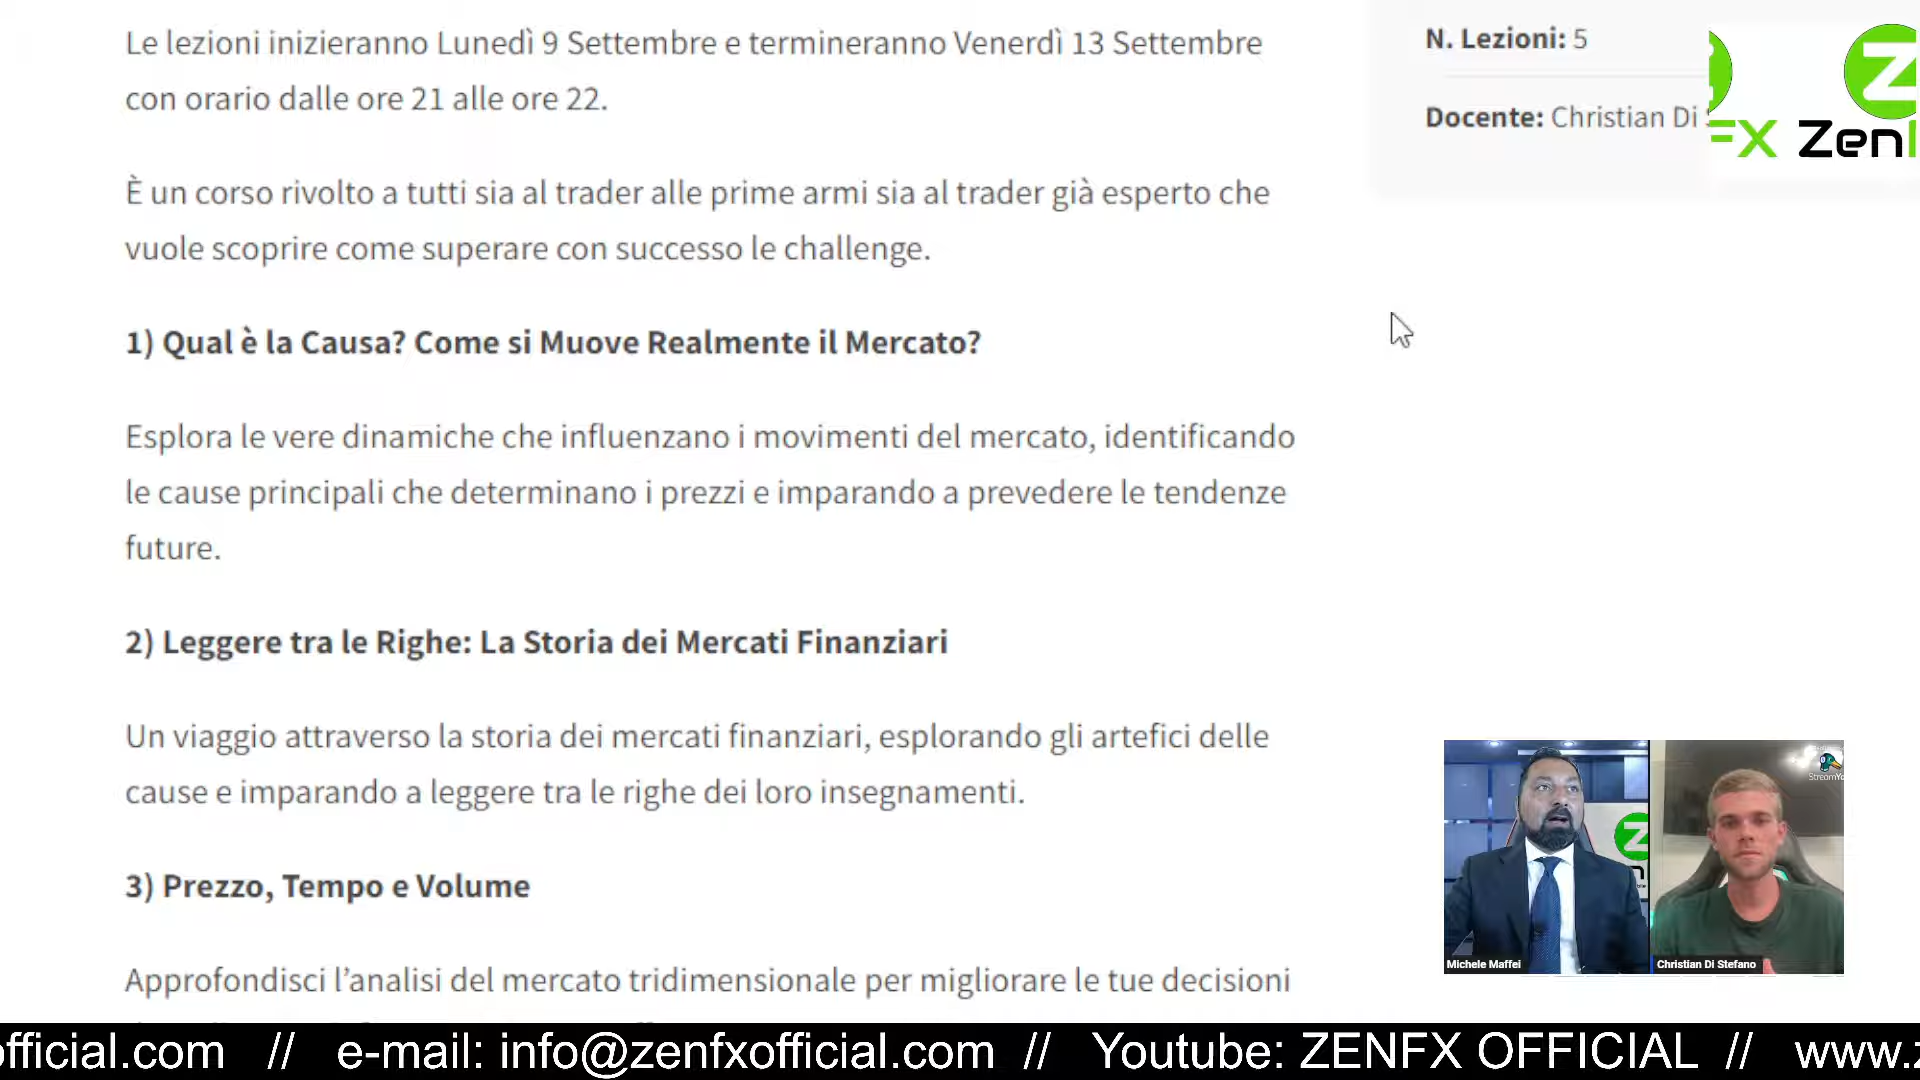 Le lezioni inizieranno Lunedì 9 Settembre e termineranno Venerdì 13 Settembre
con orario dalle ore 21 alle ore 22.
È un corso rivolto a tutti sia al trader alle prime armi sia al trader già esperto che
vuole scoprire come superare con successo le challenge.
1) Qual è la Causa? Come si Muove Realmente il Mercato?
Esplora le vere dinamiche che influenzano i movimenti del mercato, identificando
le cause principali che determinano i prezzi e imparando a prevedere le tendenze
future.
2) Leggere tra le Righe: La Storia dei Mercati Finanziari
Un viaggio attraverso la storia dei mercati finanziari, esplorando gli artefici delle
cause e imparando a leggere tra le righe dei loro insegnamenti.
3) Prezzo, Tempo e Volume
Approfondisci l'analisi del mercato tridimensionale per migliorare le tue decisioni
N. Lezioni: 5
Docente: Christian Di
FX Zen
Michele Maffei
Christian Di Stefano
official.com // e-mail: info@zenfxofficial.com // Youtube: ZENFX OFFICIAL // www.z